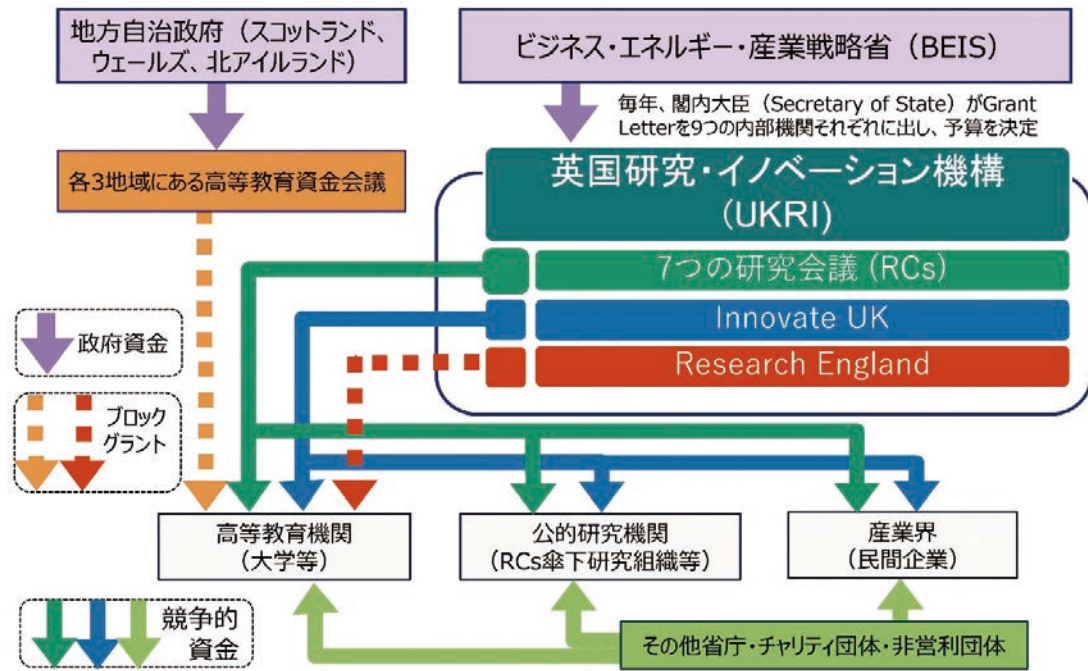 地方自治政府（スコットランド、
ウェールズ、北アイルランド）
ビジネス・エネルギー・産業戦略省（BEIS）
毎年、閣内大臣（Secretary of State）がGrant
Letterを9つの内部機関それぞれに出し、予算を決定
各3地域にある高等教育資金会議
英国研究・イノベーション機構
(UKRI)
7つの研究会議 (RCs)
Innovate UK
Research England
政府資金
ブロック
グラント
高等教育機関
（大学等）
公的研究機関
（RCs傘下研究組織等）
産業界
（民間企業）
競争的
資金
その他省庁・チャリティ団体・非営利団体